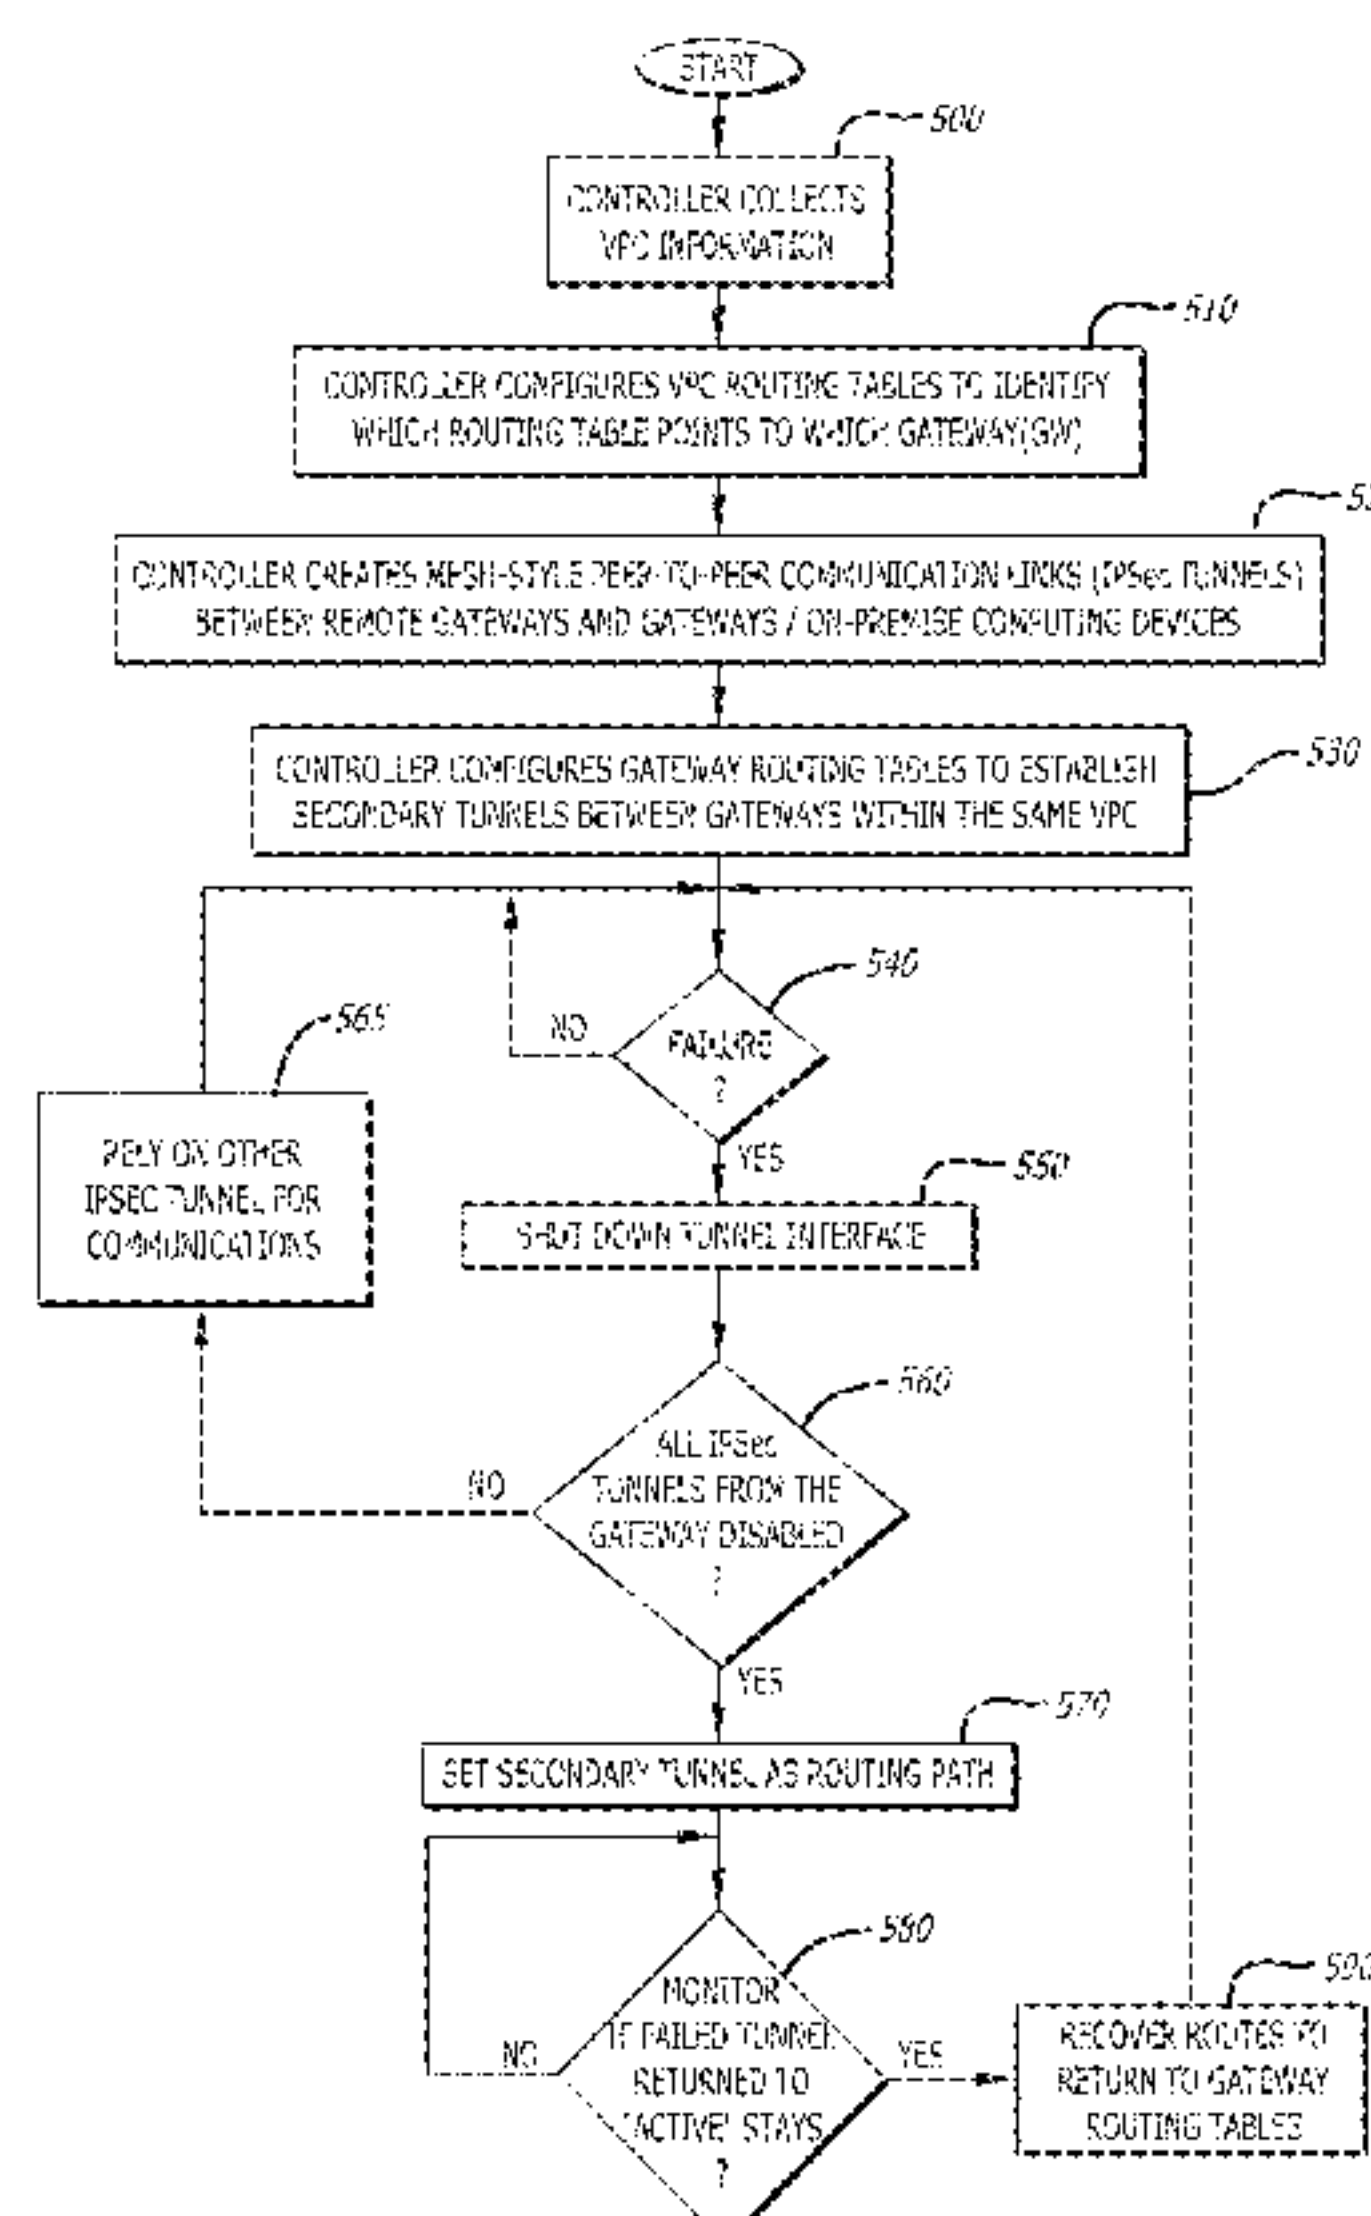 START
500
CONTROLLER COLLECTS
VPC INFORMATION
510
CONTROLLER CONFIGURES VPC ROUTING TABLES TO IDENTIFY
WHICH ROUTING TABLE POINTS TO WHICH GATEWAY(GW)
CONTROLLER CREATES MESH-STYLE PEER-TO-PEER COMMUNICATION LINKS (IPSec TUNNELS)
BETWEEN REMOTE GATEWAYS AND GATEWAYS / ON-PREMISE COMPUTING DEVICES
530
CONTROLLER CONFIGURES GATEWAY ROUTING TABLES TO ESTABLISH
SECONDARY TUNNELS BETWEEN GATEWAYS WITHIN THE SAME VPC
540
FAILURE
?
NO
YES
565
RELY ON OTHER
IPSEC TUNNEL FOR
COMMUNICATIONS
550
SHUT DOWN TUNNEL INTERFACE
560
ALL IPSec
TUNNELS FROM THE
GATEWAY DISABLED
?
NO
YES
570
SET SECONDARY TUNNEL AS ROUTING PATH
580
MONITOR
IF FAILED TUNNEL
RETURNED TO
"ACTIVE' STAYS
?
NO
YES
590
RECOVER ROUTES TO
RETURN TO GATEWAY
ROUTING TABLES